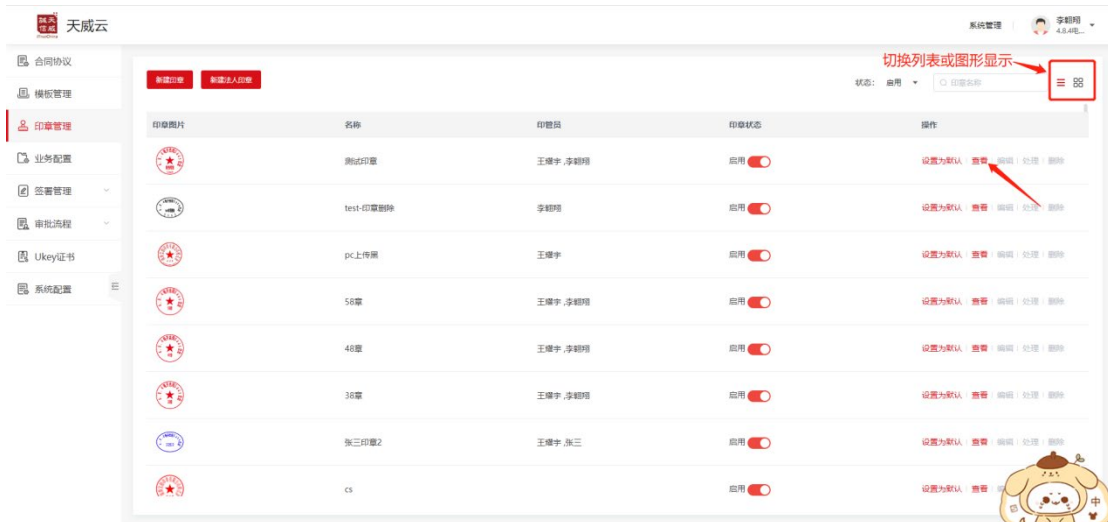 天威云
系统管理
李朝翔
4.8.4电...
合同协议
模板管理
印章管理
业务配置
签署管理
审批流程
Ukey证书
系统配置
切换列表或图形显示
新建印章 新建法人印章
状态: 启用 印章名称
印章图片 名称 印管员 印章状态 操作
测试印章 王熠宇 ,李朝翔 启用 设置为默认 查看 编辑 处理 删除
test-印章删除 李朝翔 启用 设置为默认 查看 编辑 处理 删除
pc上传黑 王熠宇 启用 设置为默认 查看 编辑 处理 删除
58章 王熠宇 ,李朝翔 启用 设置为默认 查看 编辑 处理 删除
48章 王熠宇 ,李朝翔 启用 设置为默认 查看 编辑 处理 删除
38章 王熠宇 ,李朝翔 启用 设置为默认 查看 编辑 处理 删除
张三印章2 王熠宇 ,张三 启用 设置为默认 查看 编辑 处理 删除
cs 启用 设置为默认 查看
中